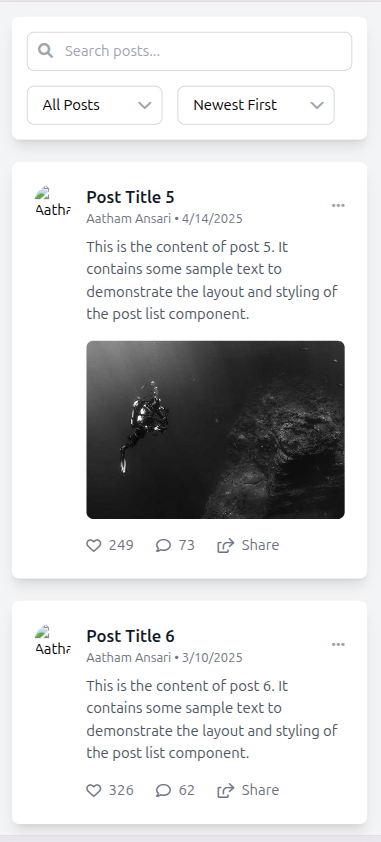 Search posts...
All Posts
Newest First
Aatha
Post Title 5
Aatham Ansari • 4/14/2025
This is the content of post 5. It
contains some sample text to
demonstrate the layout and styling of
the post list component.
249
73
Share
Aatha
Post Title 6
Aatham Ansari • 3/10/2025
This is the content of post 6. It
contains some sample text to
demonstrate the layout and styling of
the post list component.
326
62
Share